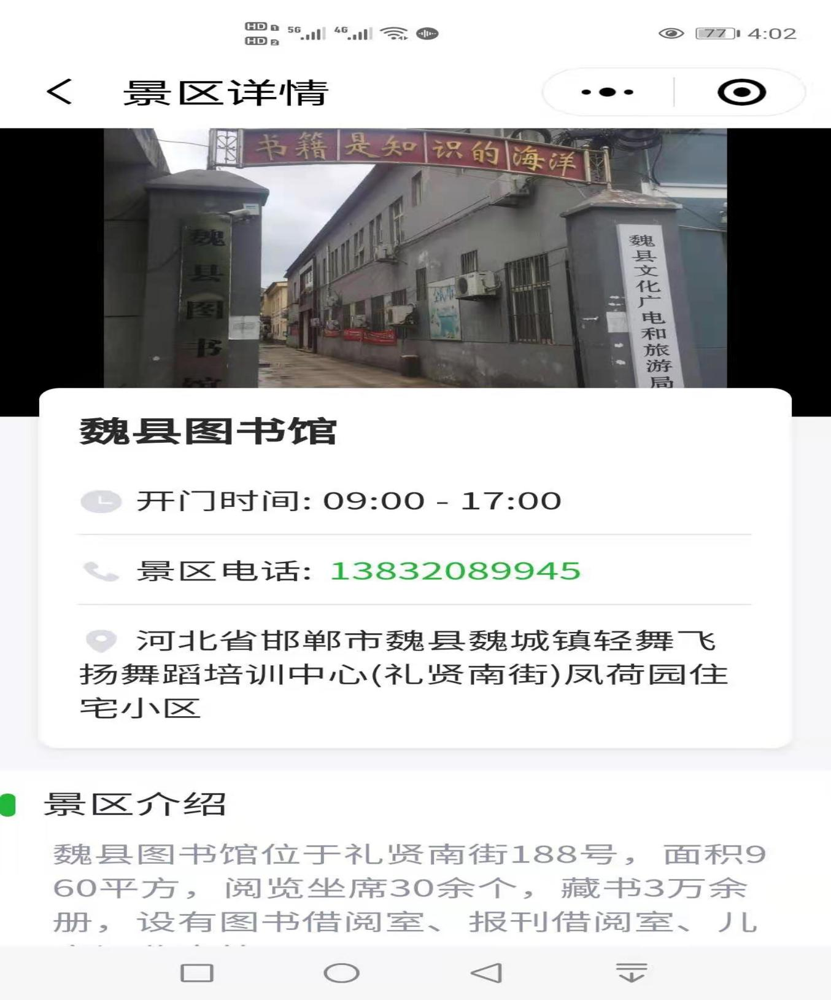 HD 1 5G 4G 77 4:02
HD 2
景区详情
书籍是知识的海洋
魏县图书馆
魏县文化广电和旅游局
魏县图书馆
开门时间: 09:00 - 17:00
景区电话: 13832089945
河北省邯郸市魏县魏城镇轻舞飞
扬舞蹈培训中心(礼贤南街)凤荷园住
宅小区
景区介绍
魏县图书馆位于礼贤南街188号，面积9
60平方，阅览坐席30余个，藏书3万余
册，设有图书借阅室、报刊借阅室、儿